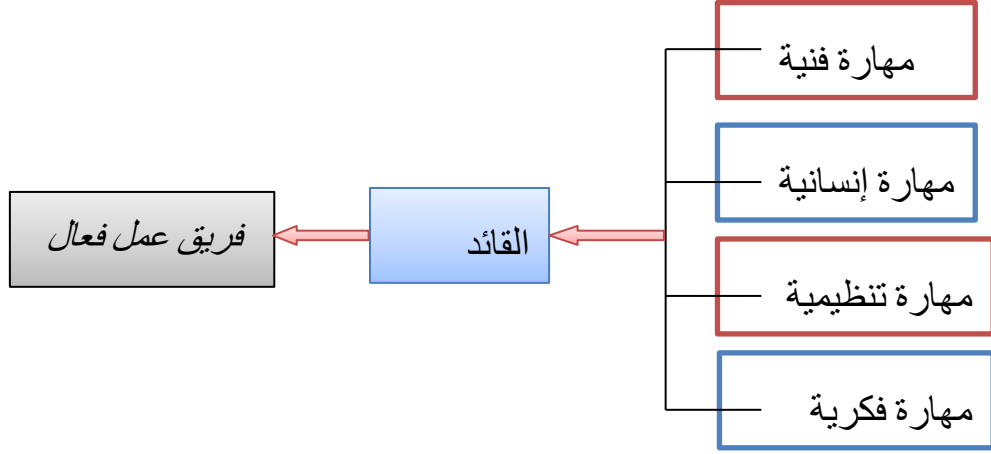 مهارة فنية
مهارة إنسانية
مهارة تنظيمية
مهارة فكرية
القائد
فريق عمل فعال